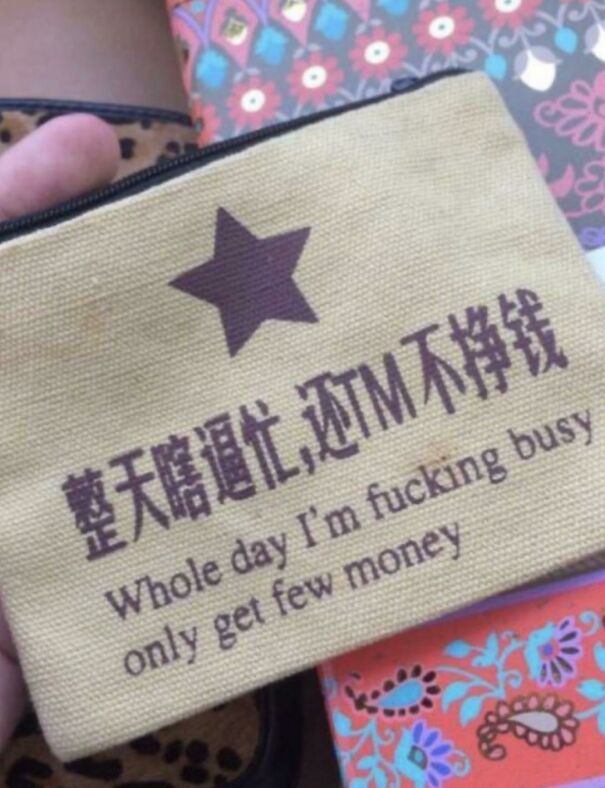 整天瞎逼忙,还TM不挣钱
Whole day I'm fucking busy
only get few money